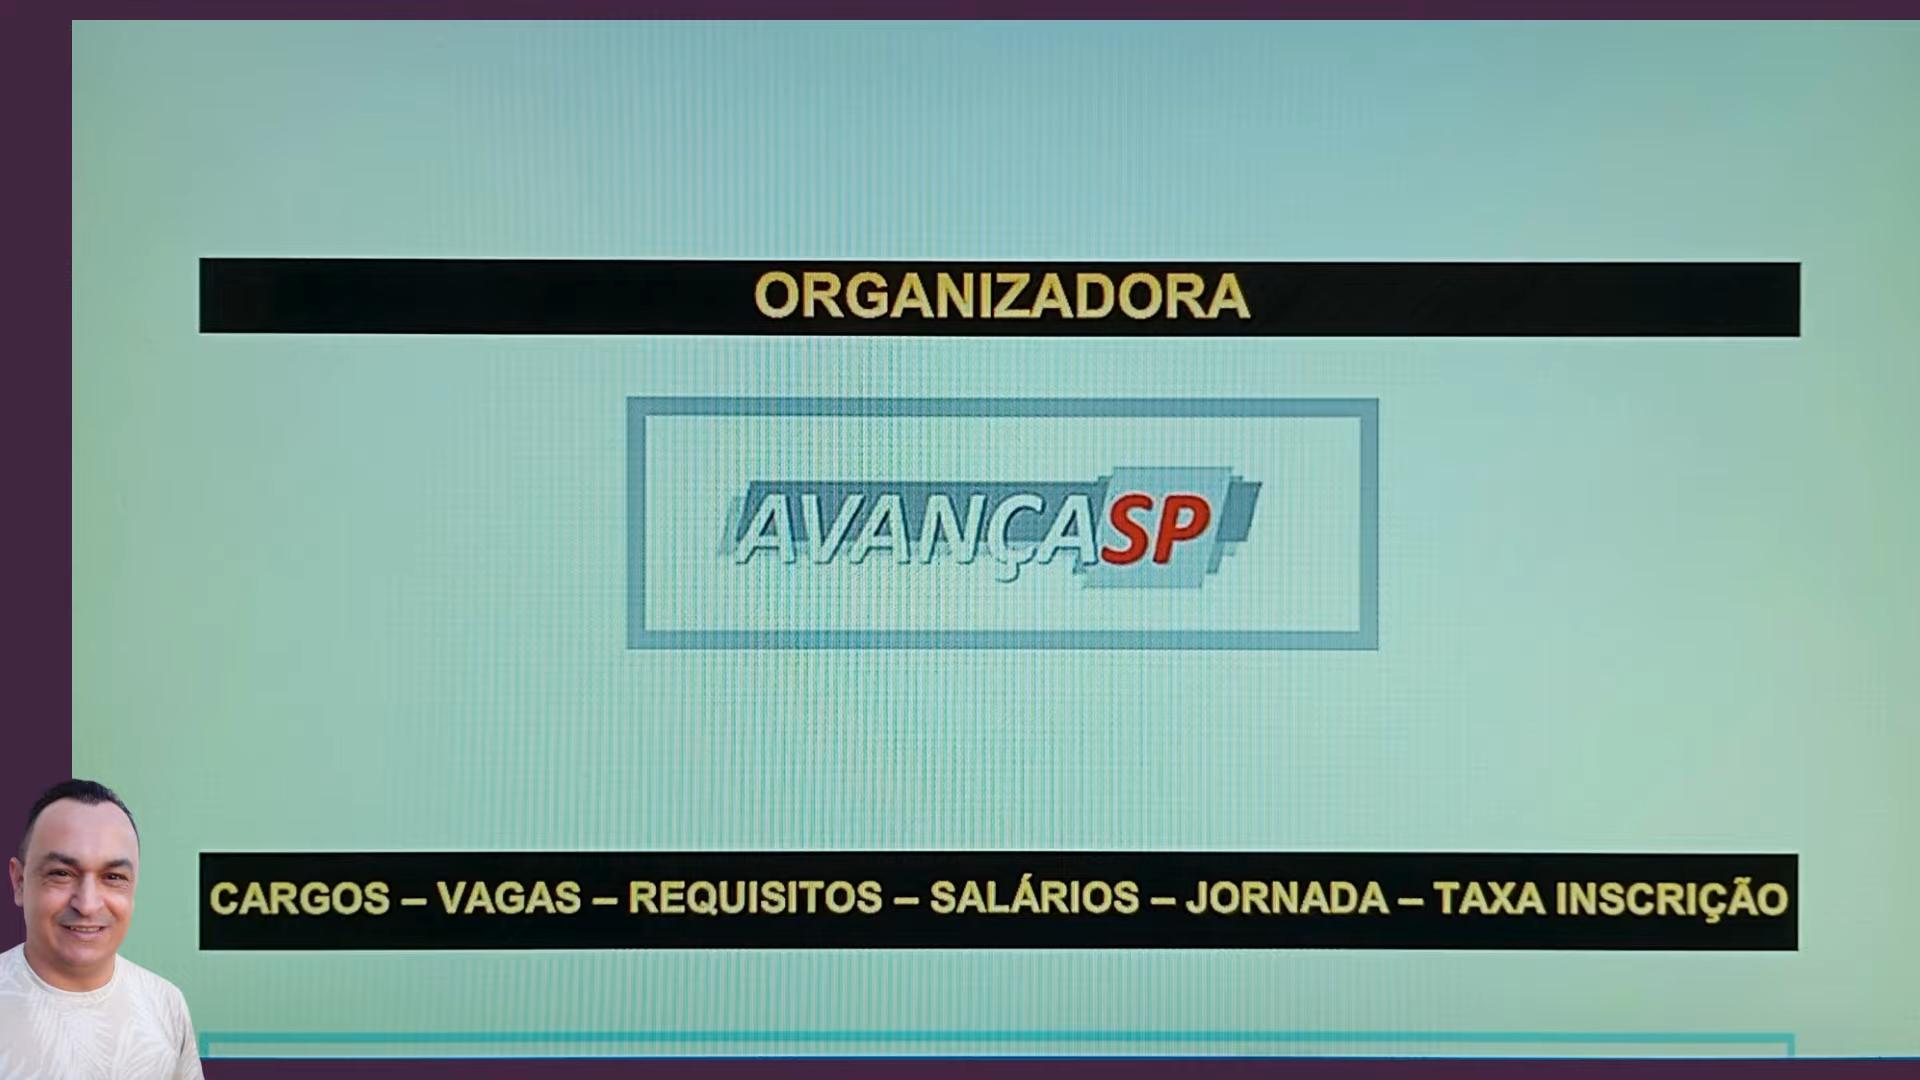 ORGANIZADORA
AVANÇASP
CARGOS – VAGAS – REQUISITOS – SALÁRIOS – JORNADA – TAXA INSCRIÇÃO